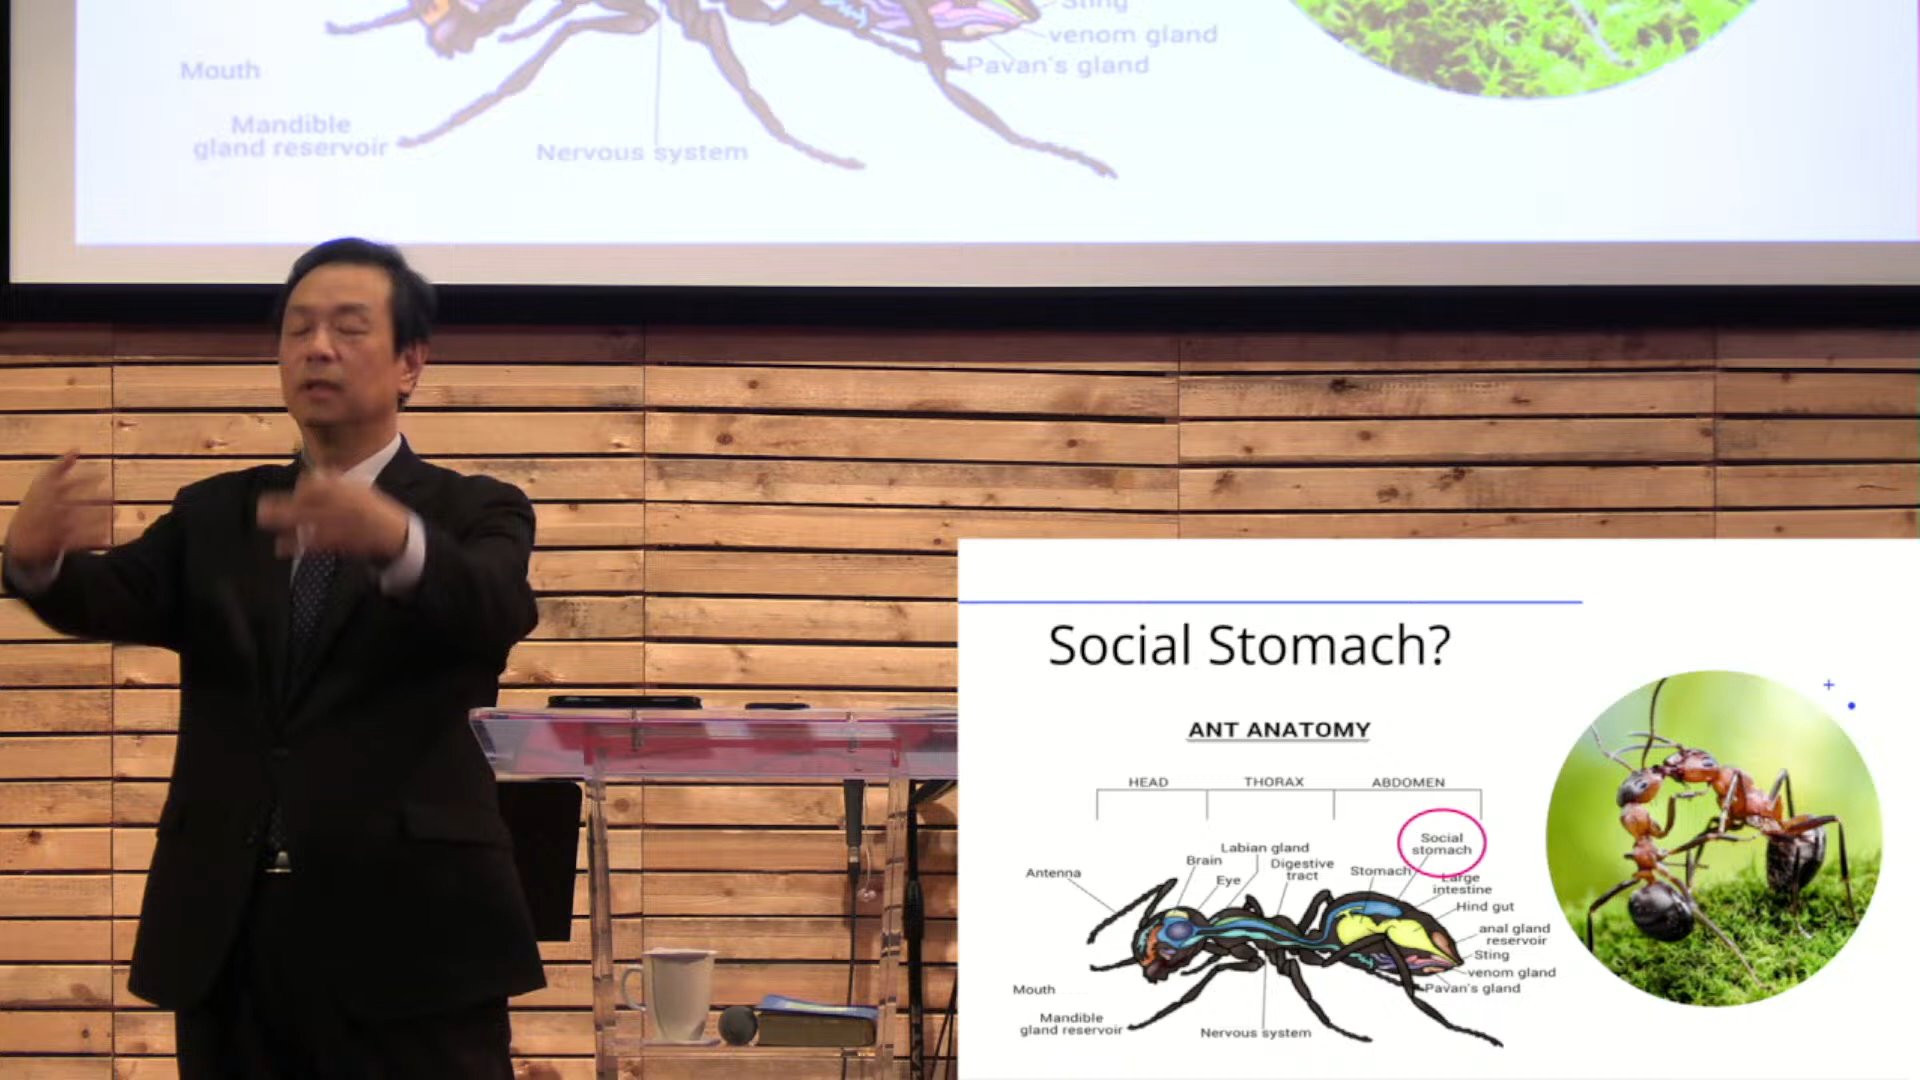 Sting
venom gland
Pavan's gland
Mouth
Mandible
gland reservoir
Nervous system
Social Stomach?
ANT ANATOMY
HEAD
THORAX
ABDOMEN
Social
stomach
Labian gland
Brain
Digestive
tract
Eye
Stomach
Antenna
Large
intestine
Hind gut
anal gland
reservoir
Sting
venom gland
Pavan's gland
Mouth
Mandible
gland reservoir
Nervous system